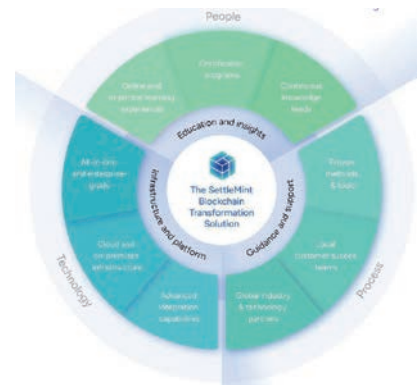 People
Certification
programs
Online and
in-person learning
experiences
Continuous
knowledge
feeds
Education and insights
All-in-one
and enterprise-
grade
Proven
methods
& tools
Infrastructure and platform
The SettleMint
Blockchain
Transformation
Solution
Guidance and support
Cloud and
on-premises
infrastructure
Local
customer success
teams
Technology
Advanced
integration
capabilities
Global industry
& technology
partners
Process